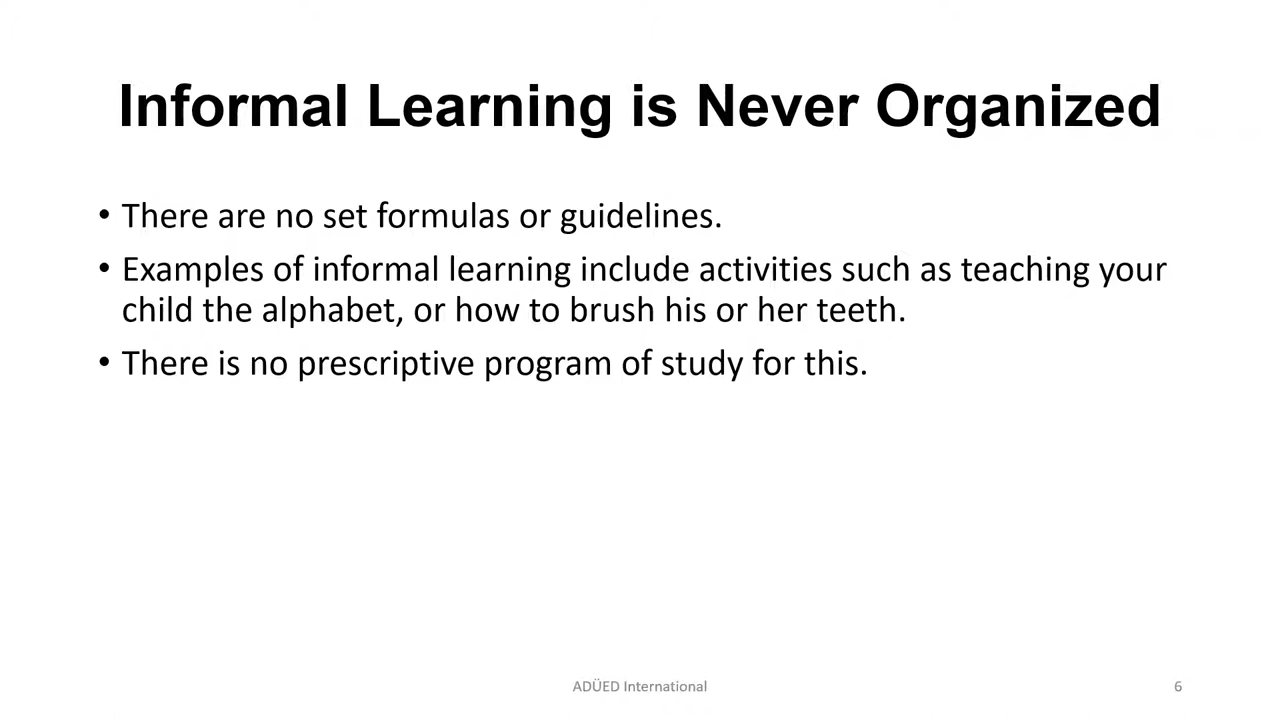 Informal Learning is Never Organized
• There are no set formulas or guidelines.
• Examples of informal learning include activities such as teaching your
child the alphabet, or how to brush his or her teeth.
• There is no prescriptive program of study for this.
ADÜED International
6